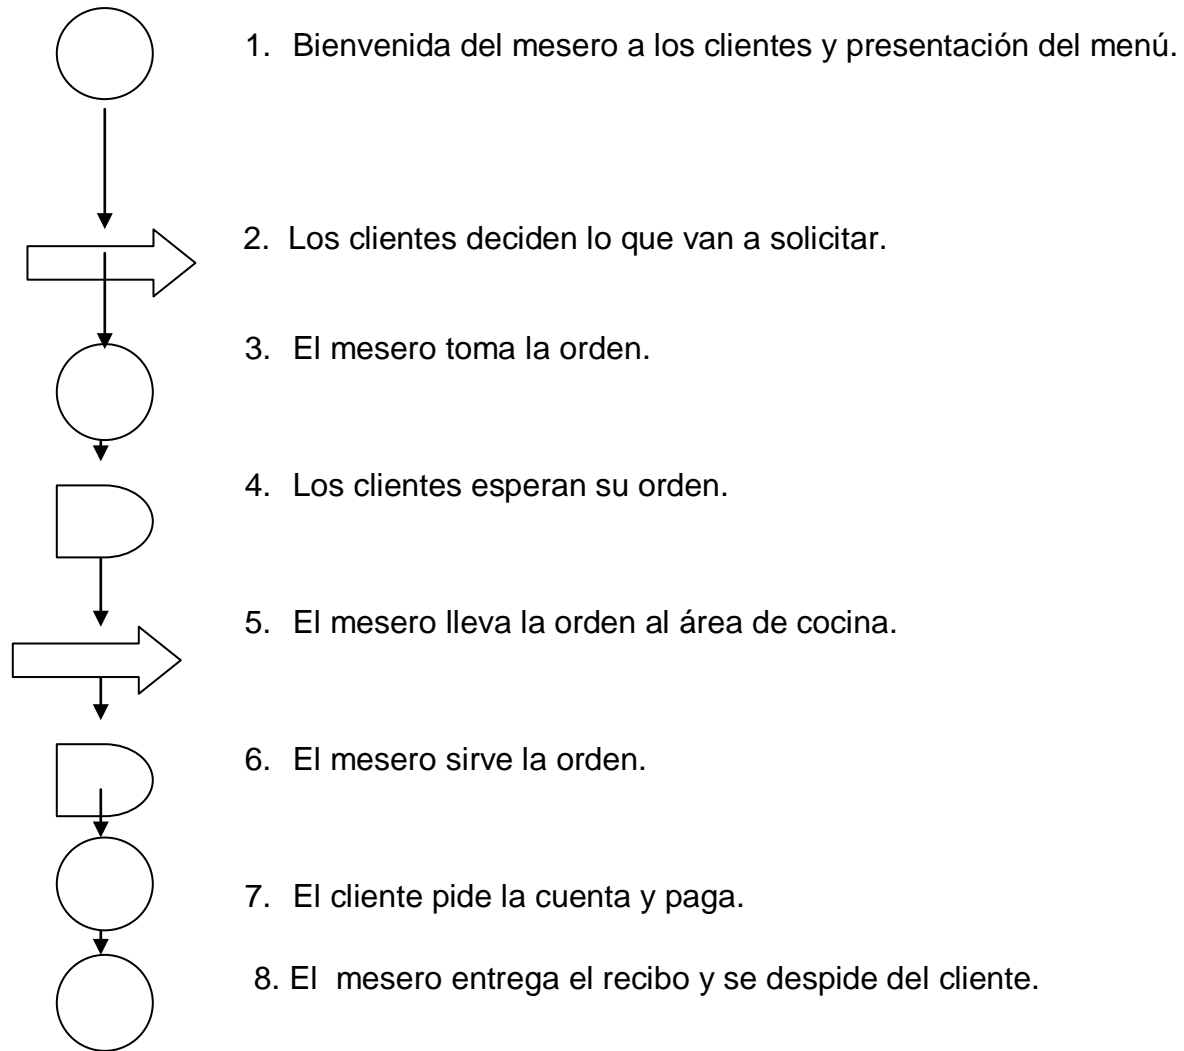 1. Bienvenida del mesero a los clientes y presentación del menú.
2. Los clientes deciden lo que van a solicitar.
3. El mesero toma la orden.
4. Los clientes esperan su orden.
5. El mesero lleva la orden al área de cocina.
6. El mesero sirve la orden.
7. El cliente pide la cuenta y paga.
8. El mesero entrega el recibo y se despide del cliente.